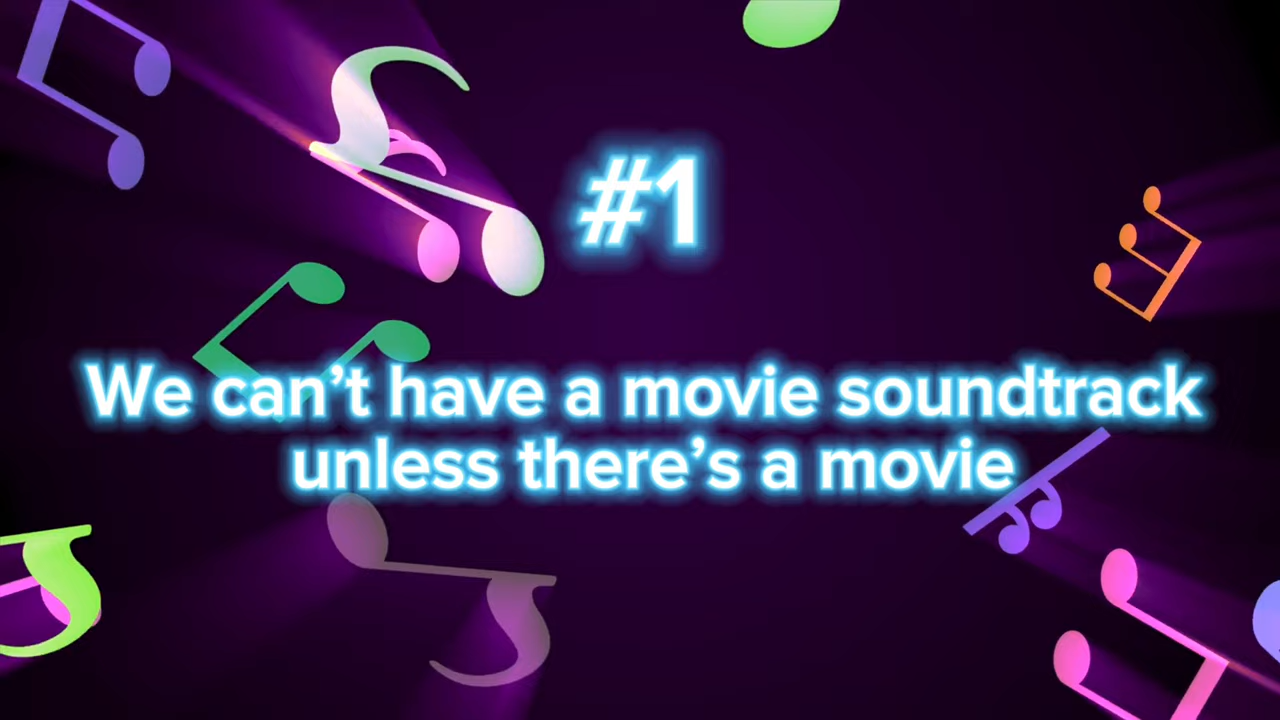 #1
We can’t have a movie soundtrack
unless there’s a movie